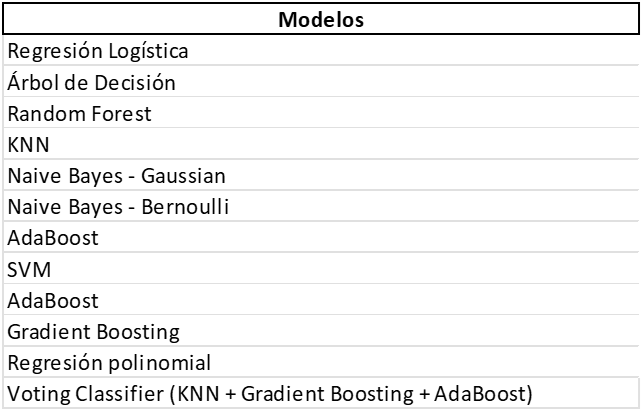 Modelos
Regresión Logística
Árbol de Decisión
Random Forest
KNN
Naive Bayes - Gaussian
Naive Bayes - Bernoulli
AdaBoost
SVM
AdaBoost
Gradient Boosting
Regresión polinomial
Voting Classifier (KNN + Gradient Boosting + AdaBoost)